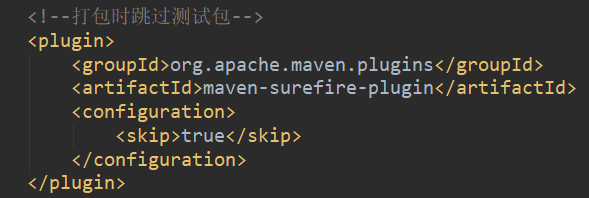 <!--打包时跳过测试包-->
<plugin>
    <groupId>org.apache.maven.plugins</groupId>
    <artifactId>maven-surefire-plugin</artifactId>
    <configuration>
        <skip>true</skip>
    </configuration>
</plugin>